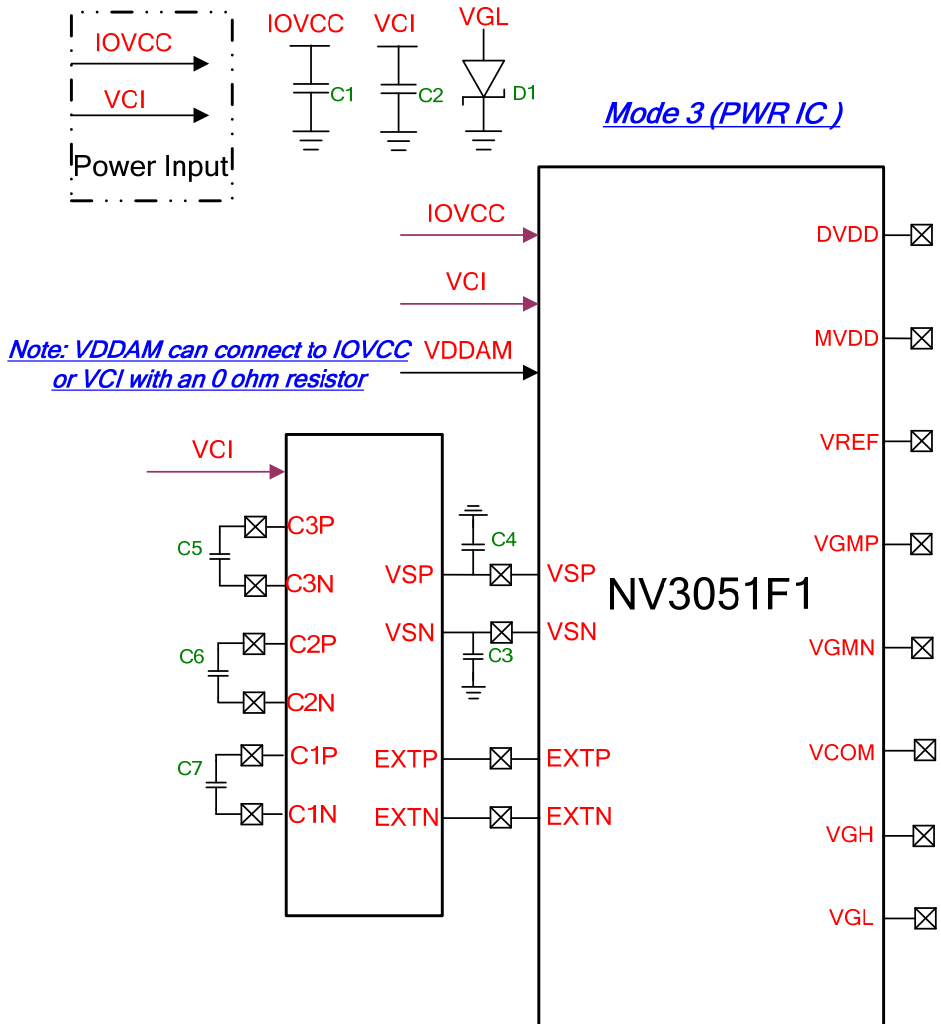 IOVCC
VCI
Power Input
IOVCC
VCI
VGL
C1
C2
D1
Mode 3 (PWR IC )
IOVCC
VCI
Note: VDDAM can connect to IOVCC
or VCI with an 0 ohm resistor
VDDAM
VCI
C3P
C5
C3N
C2P
C6
C2N
C1P
C7
C1N
VSP
VSN
EXTP
EXTN
C4
C3
VSP
VSN
EXTP
EXTN
NV3051F1
DVDD
MVDD
VREF
VGMP
VGMN
VCOM
VGH
VGL